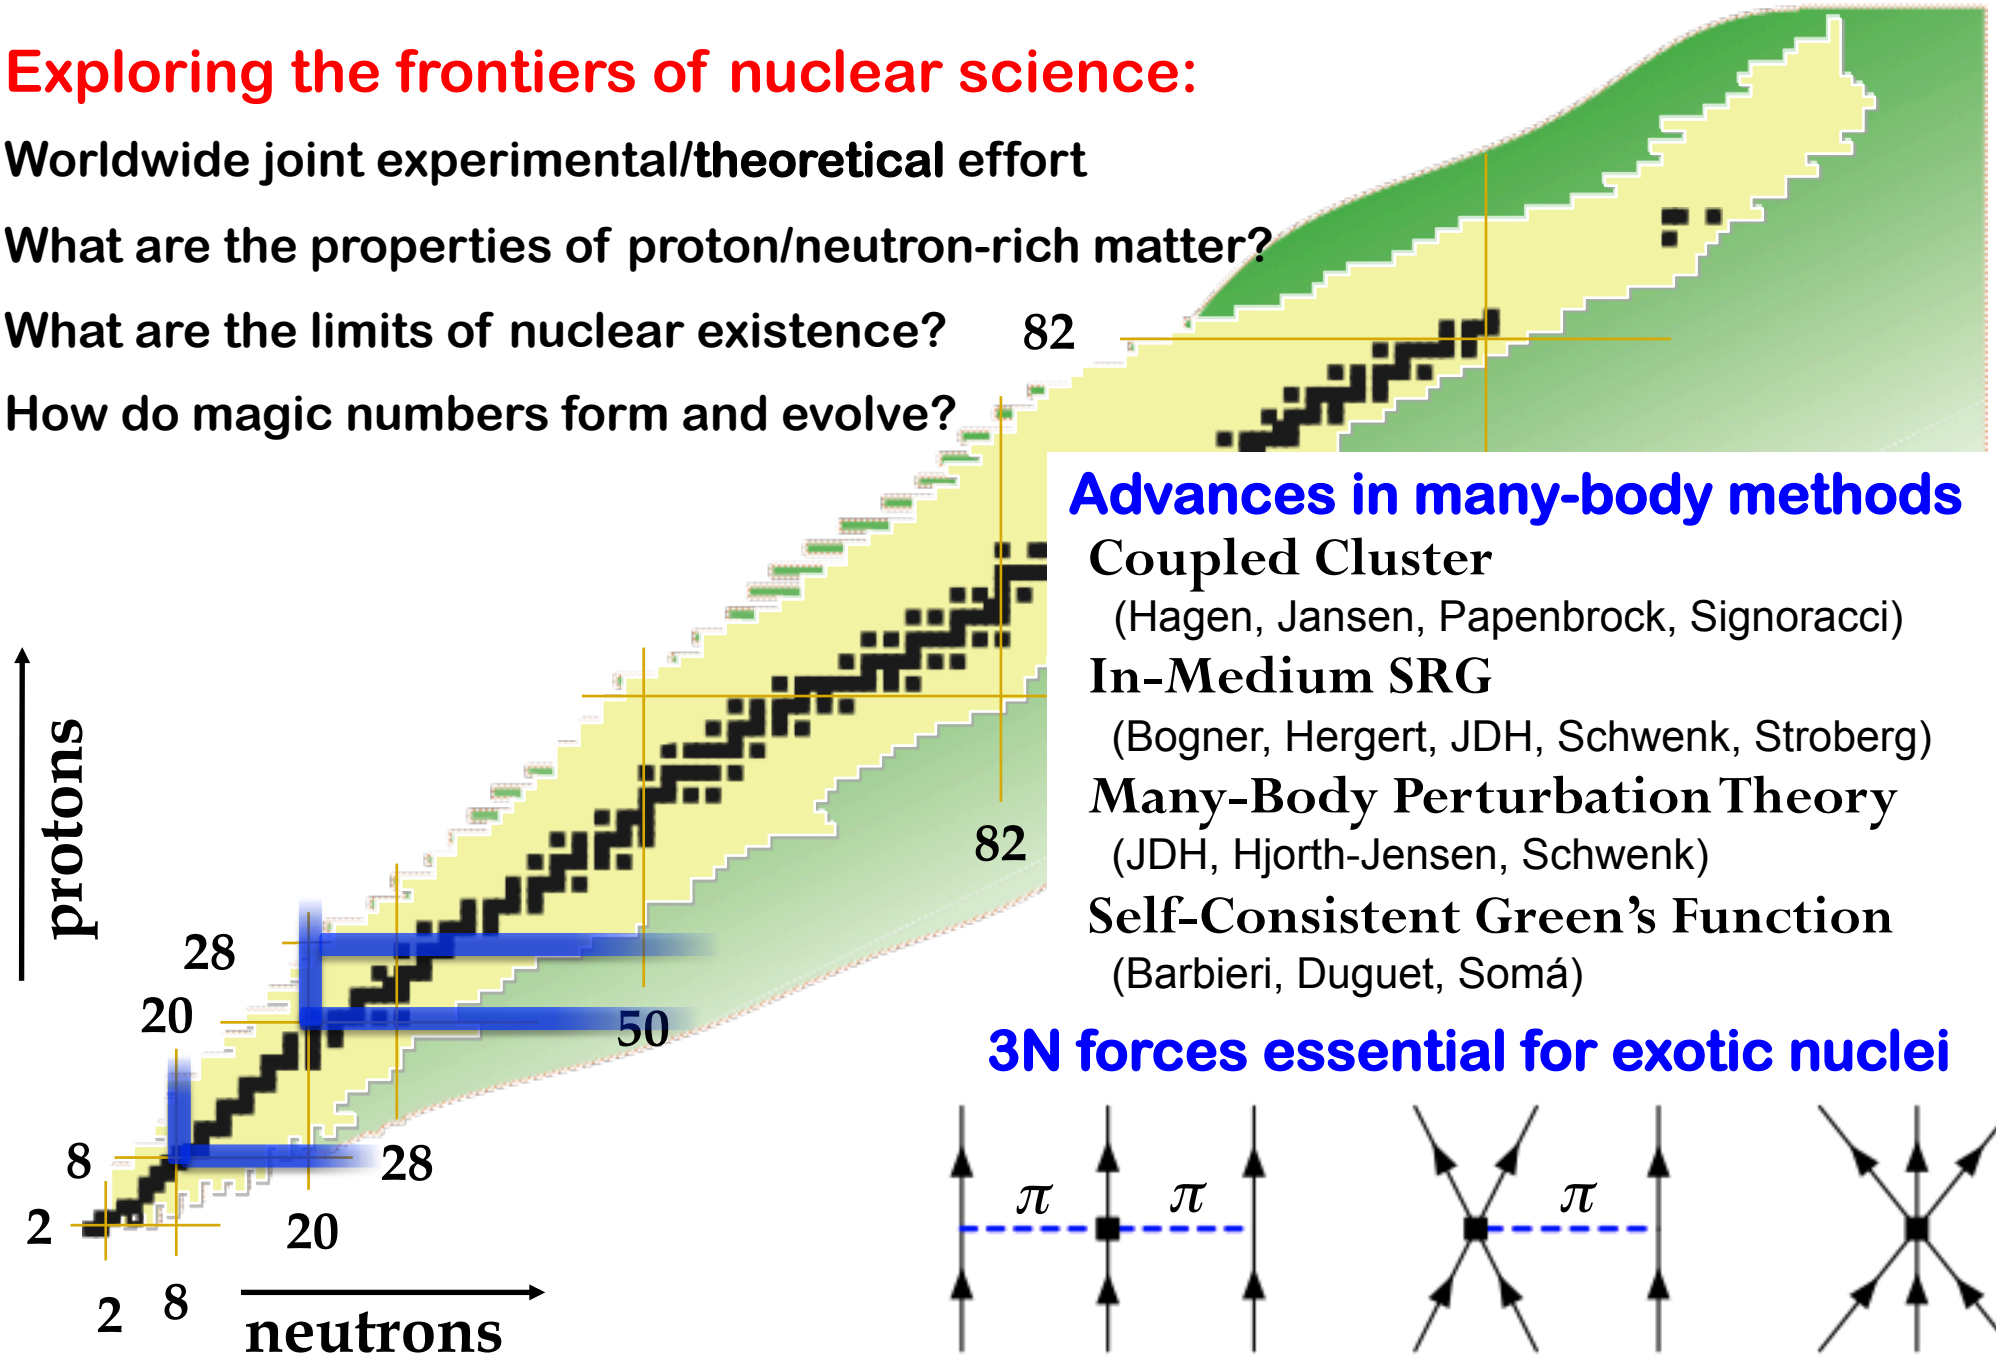 Exploring the frontiers of nuclear science:
Worldwide joint experimental/theoretical effort
What are the properties of proton/neutron-rich matter?
What are the limits of nuclear existence?
How do magic numbers form and evolve?
82
Advances in many-body methods
Coupled Cluster
(Hagen, Jansen, Papenbrock, Signoracci)
In-Medium SRG
(Bogner, Hergert, JDH, Schwenk, Stroberg)
Many-Body Perturbation Theory
(JDH, Hjorth-Jensen, Schwenk)
Self-Consistent Green's Function
(Barbieri, Duguet, Somá)
82
protons
28
20
50
3N forces essential for exotic nuclei
8
28
2
20
π π π
2 8
neutrons